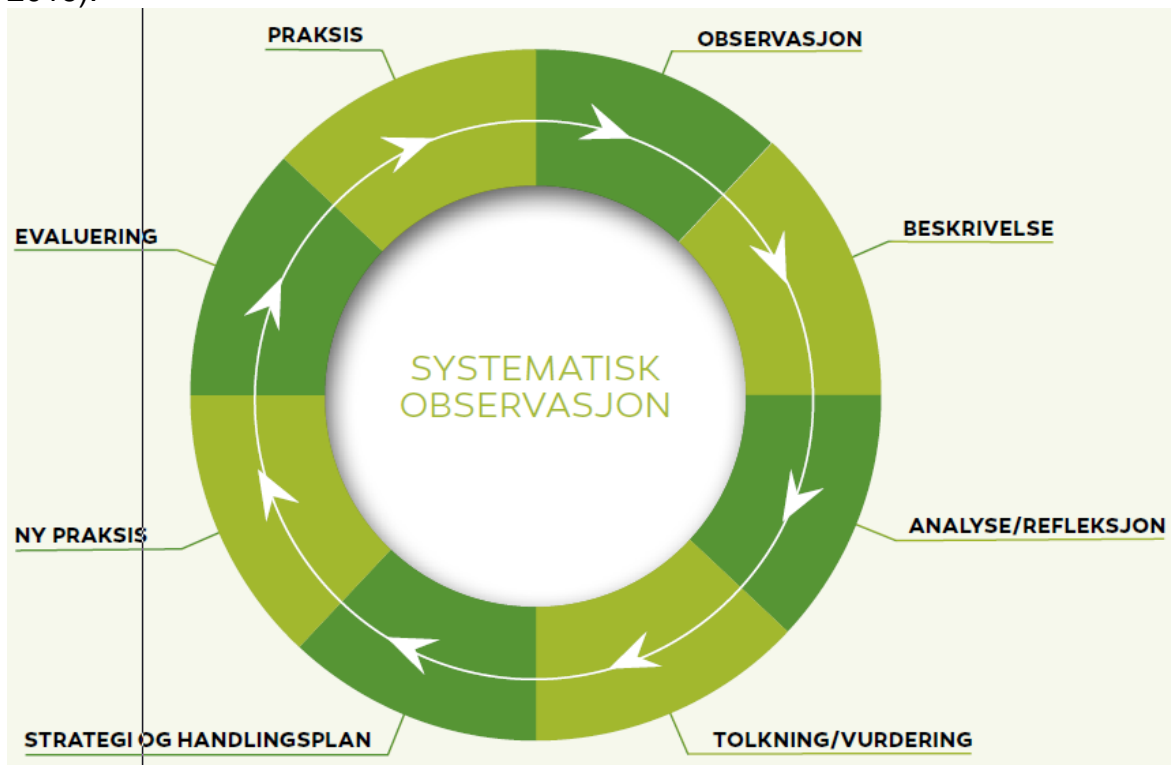 PRAKSIS
OBSERVASJON
BESKRIVELSE
ANALYSE/REFLEKSJON
TOLKNING/VURDERING
STRATEGI OG HANDLINGSPLAN
NY PRAKSIS
EVALUERING
SYSTEMATISK
OBSERVASJON